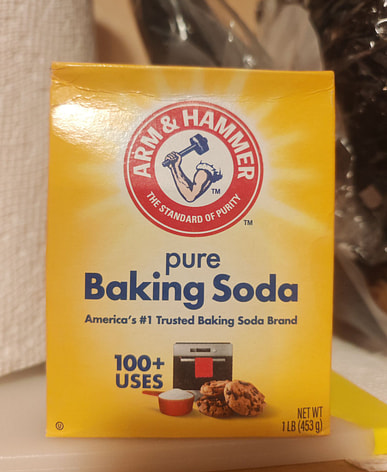 ARM & HAMMER
TM
THE STANDARD OF PURITY
TM
pure
Baking Soda
America's #1 Trusted Baking Soda Brand
100+
USES
NET WT
1 LB (453 g)
U